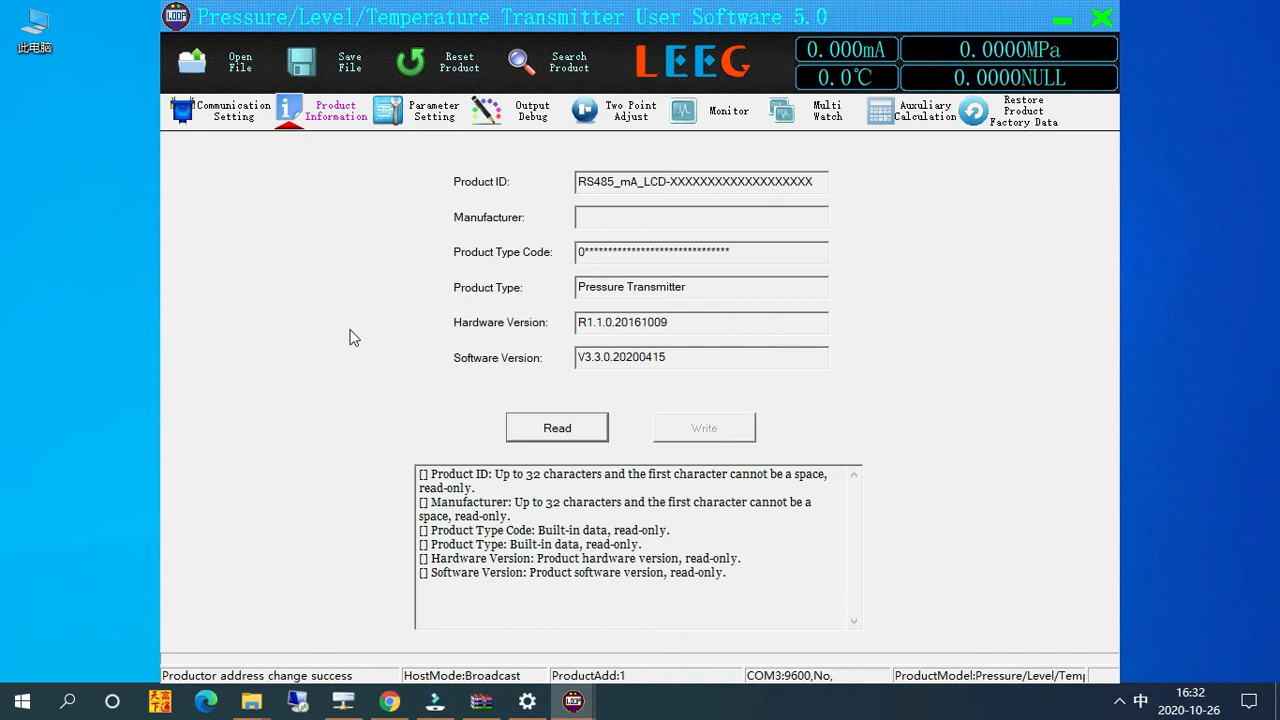 此电脑
LOOP Pressure/Level/Temperature Transmitter User Software 5.0
Open File
Save File
Reset Product
Search Product
LEEG
0.000mA
0.0000MPa
0.0℃
0.0000NULL
Communication Setting
Product Information
Parameter Setting
Output Debug
Two Point Adjust
Monitor
Multi Watch
Auxuliary Calculation
Restore Product Factory Data
Product ID: RS485_mA_LCD-XXXXXXXXXXXXXXXXXXX
Manufacturer:
Product Type Code: 0*******************************
Product Type: Pressure Transmitter
Hardware Version: R1.1.0.20161009
Software Version: V3.3.0.20200415
Read
Write
[] Product ID: Up to 32 characters and the first character cannot be a space,
read-only.
[] Manufacturer: Up to 32 characters and the first character cannot be a
space, read-only.
[] Product Type Code: Built-in data, read-only.
[] Product Type: Built-in data, read-only.
[] Hardware Version: Product hardware version, read-only.
[] Software Version: Product software version, read-only.
Productor address change success
HostMode:Broadcast
ProductAdd:1
COM3:9600,No,
ProductModel:Pressure/Level/Temp
天富下通
LOOP
中
16:32
2020-10-26